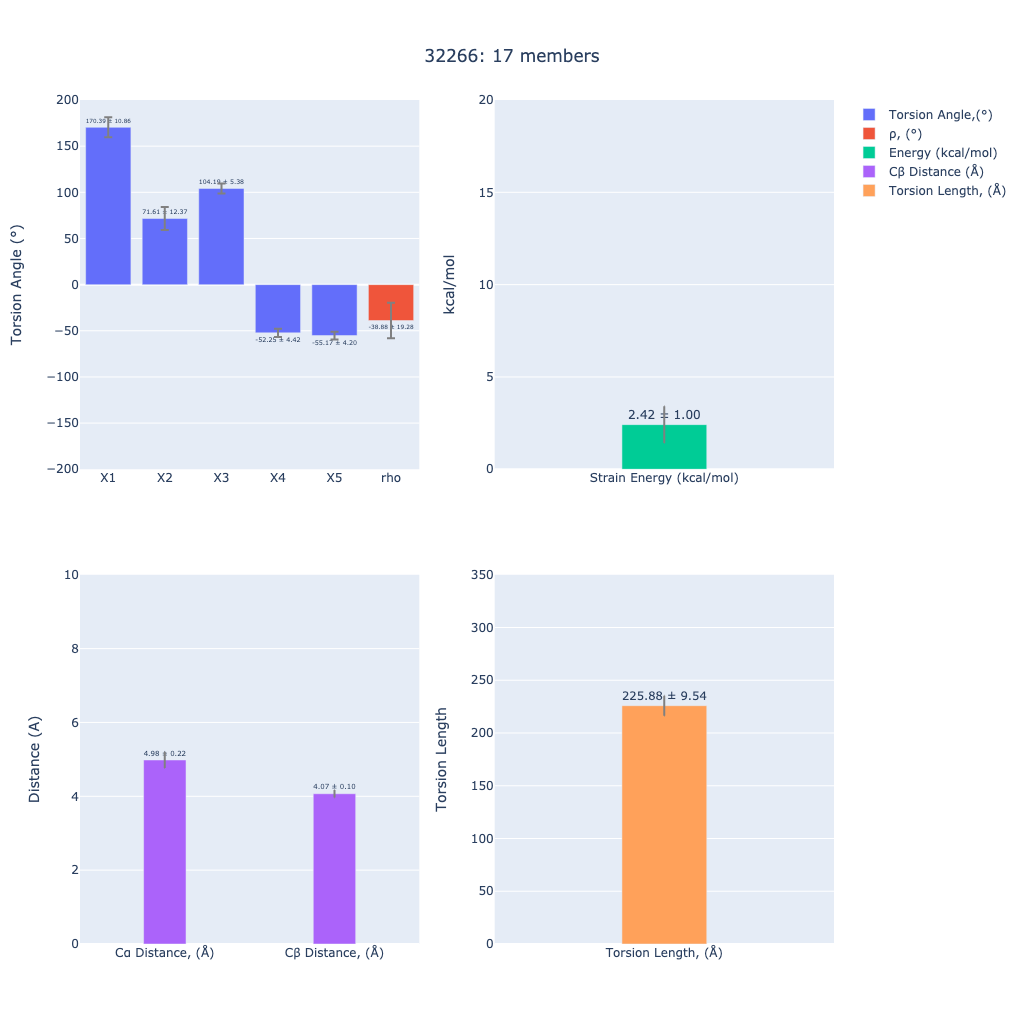 32266: 17 members
200
150
100
50
0
−50
−100
−150
−200
Torsion Angle (°)
170.39 ± 10.86
71.61 ± 12.37
104.19 ± 5.38
-52.25 ± 4.42
-55.17 ± 4.20
-38.88 ± 19.28
X1
X2
X3
X4
X5
rho
20
15
10
5
0
kcal/mol
2.42 ± 1.00
Strain Energy (kcal/mol)
Torsion Angle,(°)
ρ, (°)
Energy (kcal/mol)
Cβ Distance (Å)
Torsion Length, (Å)
10
8
6
4
2
0
Distance (A)
4.98 ± 0.22
4.07 ± 0.10
Cα Distance, (Å)
Cβ Distance, (Å)
350
300
250
200
150
100
50
0
Torsion Length
225.88 ± 9.54
Torsion Length, (Å)